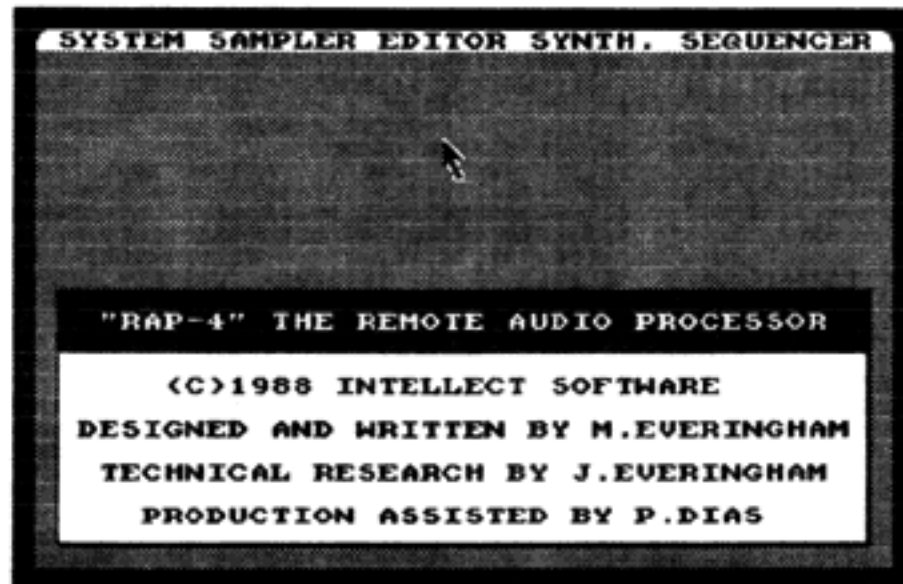 SYSTEM SAMPLER EDITOR SYNTH. SEQUENCER
"RAP-4" THE REMOTE AUDIO PROCESSOR
(C)1988 INTELLECT SOFTWARE
DESIGNED AND WRITTEN BY M.EVERINGHAM
TECHNICAL RESEARCH BY J.EVERINGHAM
PRODUCTION ASSISTED BY P.DIAS